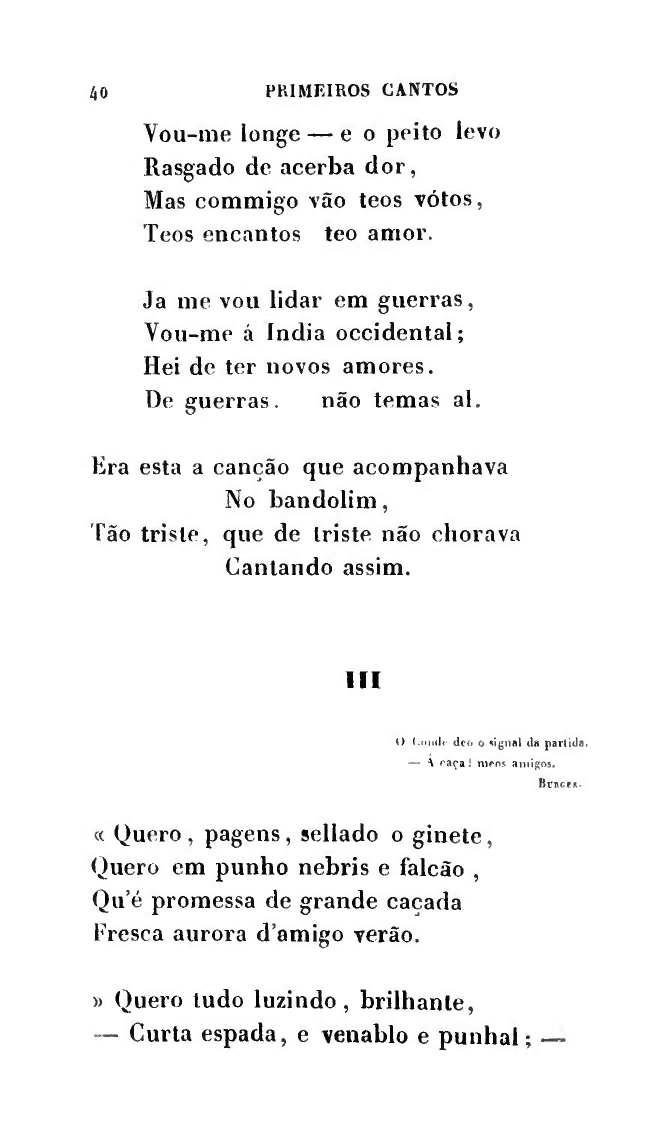 40 PRIMEIROS CANTOS
Vou-me longe — e o peito levo
Rasgado de acerba dor,
Mas commigo vão teos vótos,
Teos encantos teo amor.
Ja me vou lidar em guerras,
Vou-me á India occidental;
Hei de ter novos amores.
De guerras. não temas al.
Era esta a canção que acompanhava
No bandolim,
Tão triste, que de triste não chorava
Cantando assim.
III
O Conde deo o signal da partida.
— Á caça! meos amigos.
BURGER.
« Quero, pagens, sellado o ginete,
Quero em punho nebris e falcão,
Qu'é promessa de grande caçada
Fresca aurora d'amigo verão.
» Quero tudo luzindo, brilhante,
— Curta espada, e venablo e punhal; —